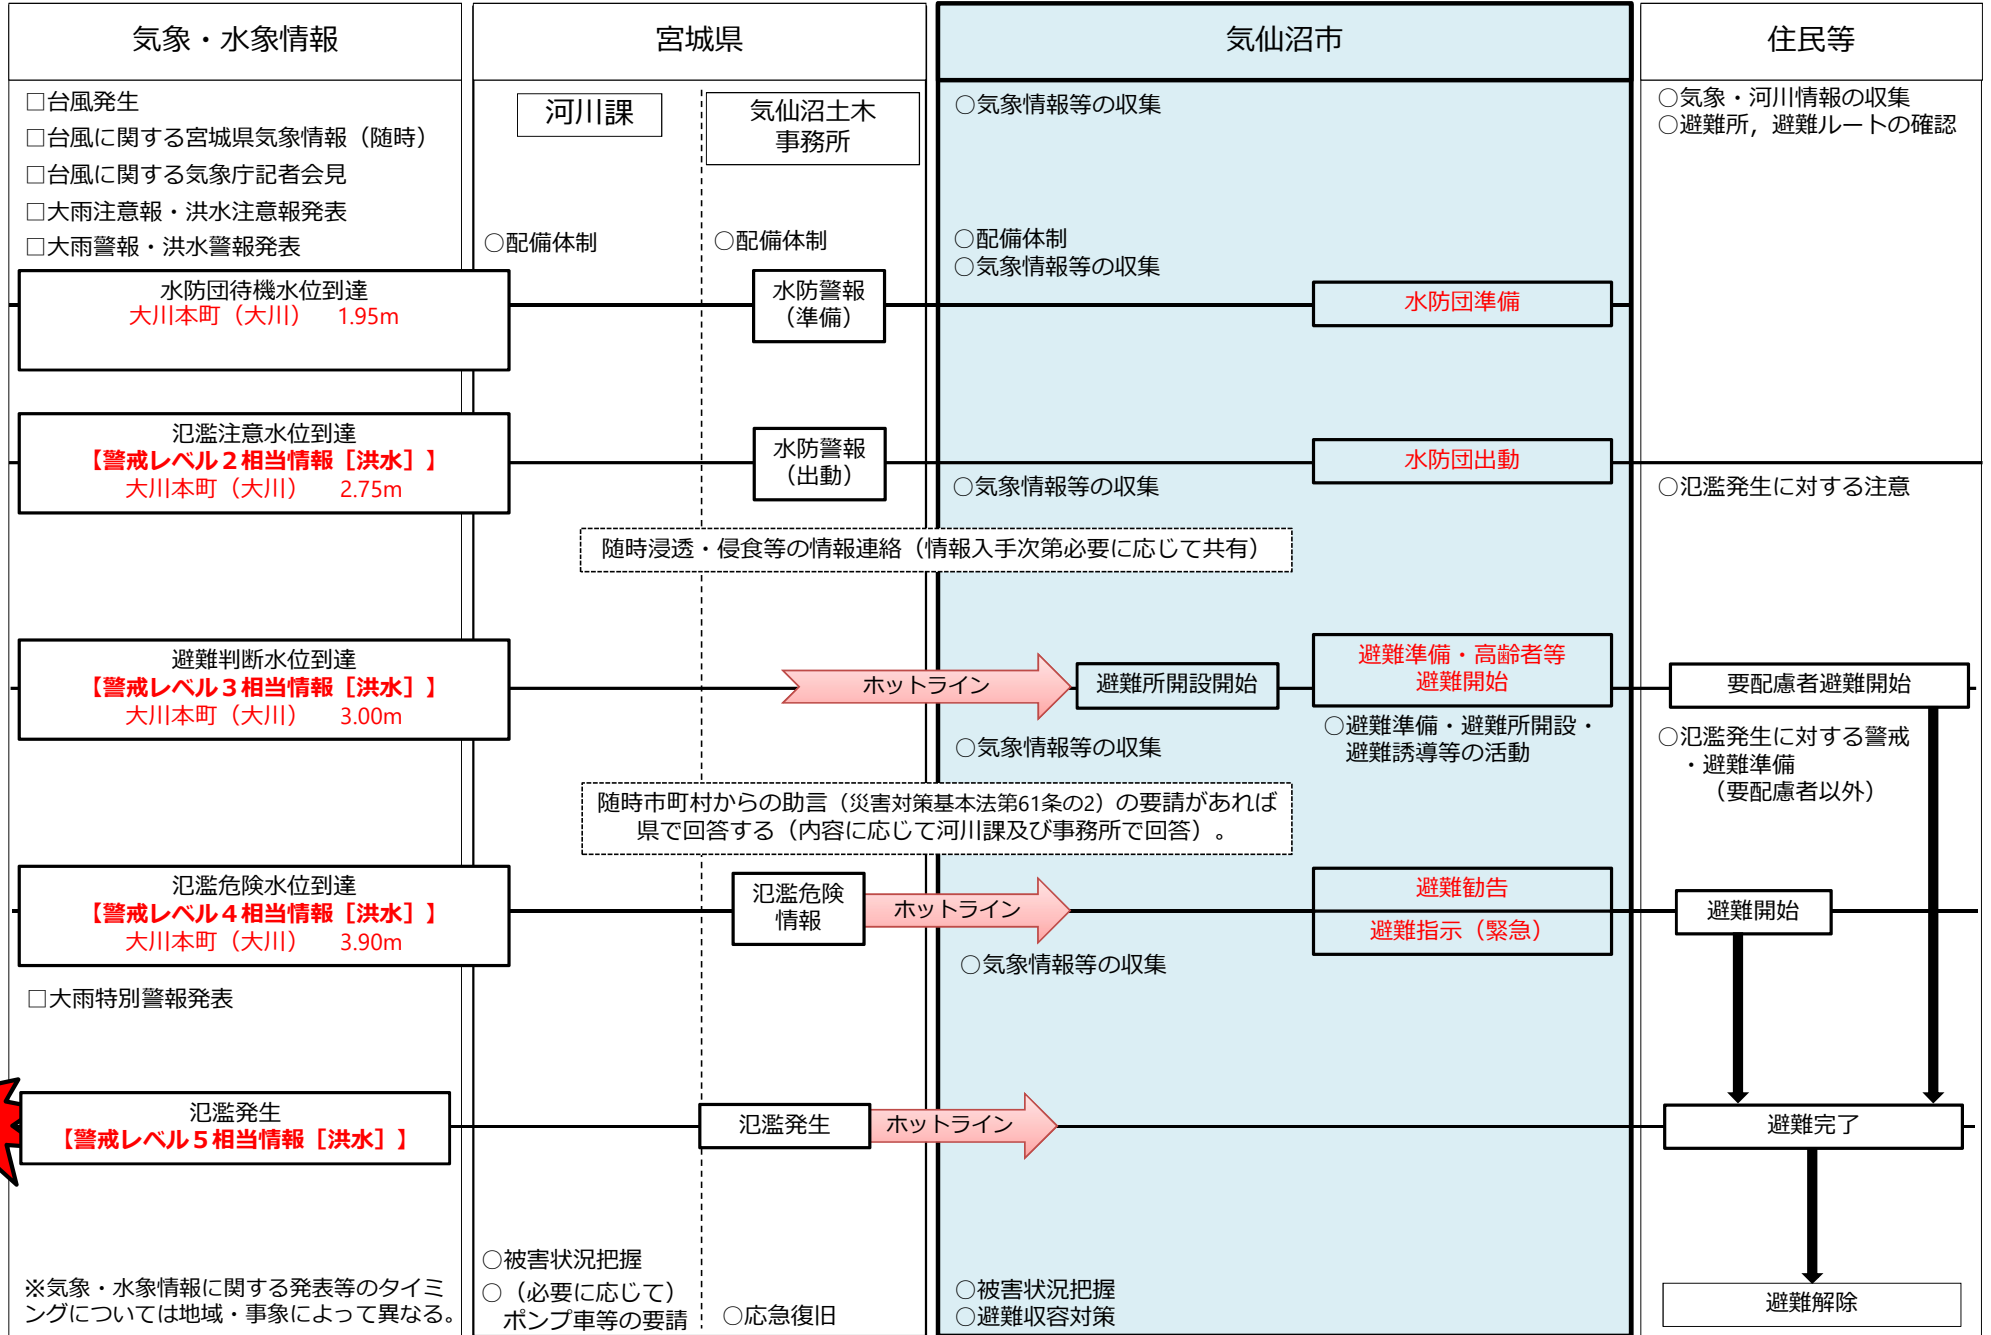 気象・水象情報
宮城県
気仙沼市
住民等
□台風発生
□台風に関する宮城県気象情報（随時）
□台風に関する気象庁記者会見
□大雨注意報・洪水注意報発表
□大雨警報・洪水警報発表
河川課
気仙沼土木
事務所
○配備体制
○配備体制
○気象情報等の収集
○配備体制
○気象情報等の収集
○気象・河川情報の収集
○避難所，避難ルートの確認
水防団待機水位到達
大川本町（大川）　1.95m
水防警報
（準備）
水防団準備
氾濫注意水位到達
【警戒レベル２相当情報［洪水］】
大川本町（大川）　2.75m
水防警報
（出動）
○気象情報等の収集
水防団出動
○氾濫発生に対する注意
随時浸透・侵食等の情報連絡（情報入手次第必要に応じて共有）
避難判断水位到達
【警戒レベル３相当情報［洪水］】
大川本町（大川）　3.00m
ホットライン
避難所開設開始
避難準備・高齢者等
避難開始
要配慮者避難開始
○気象情報等の収集
○避難準備・避難所開設・
避難誘導等の活動
○氾濫発生に対する警戒
・避難準備
（要配慮者以外）
随時市町村からの助言（災害対策基本法第61条の2）の要請があれば
県で回答する（内容に応じて河川課及び事務所で回答）。
氾濫危険水位到達
【警戒レベル４相当情報［洪水］】
大川本町（大川）　3.90m
氾濫危険
情報
ホットライン
避難勧告
避難指示（緊急）
避難開始
○気象情報等の収集
□大雨特別警報発表
氾濫発生
【警戒レベル５相当情報［洪水］】
氾濫発生
ホットライン
避難完了
※気象・水象情報に関する発表等のタイミ
ングについては地域・事象によって異なる。
○被害状況把握
○（必要に応じて）
ポンプ車等の要請
○応急復旧
○被害状況把握
○避難収容対策
避難解除